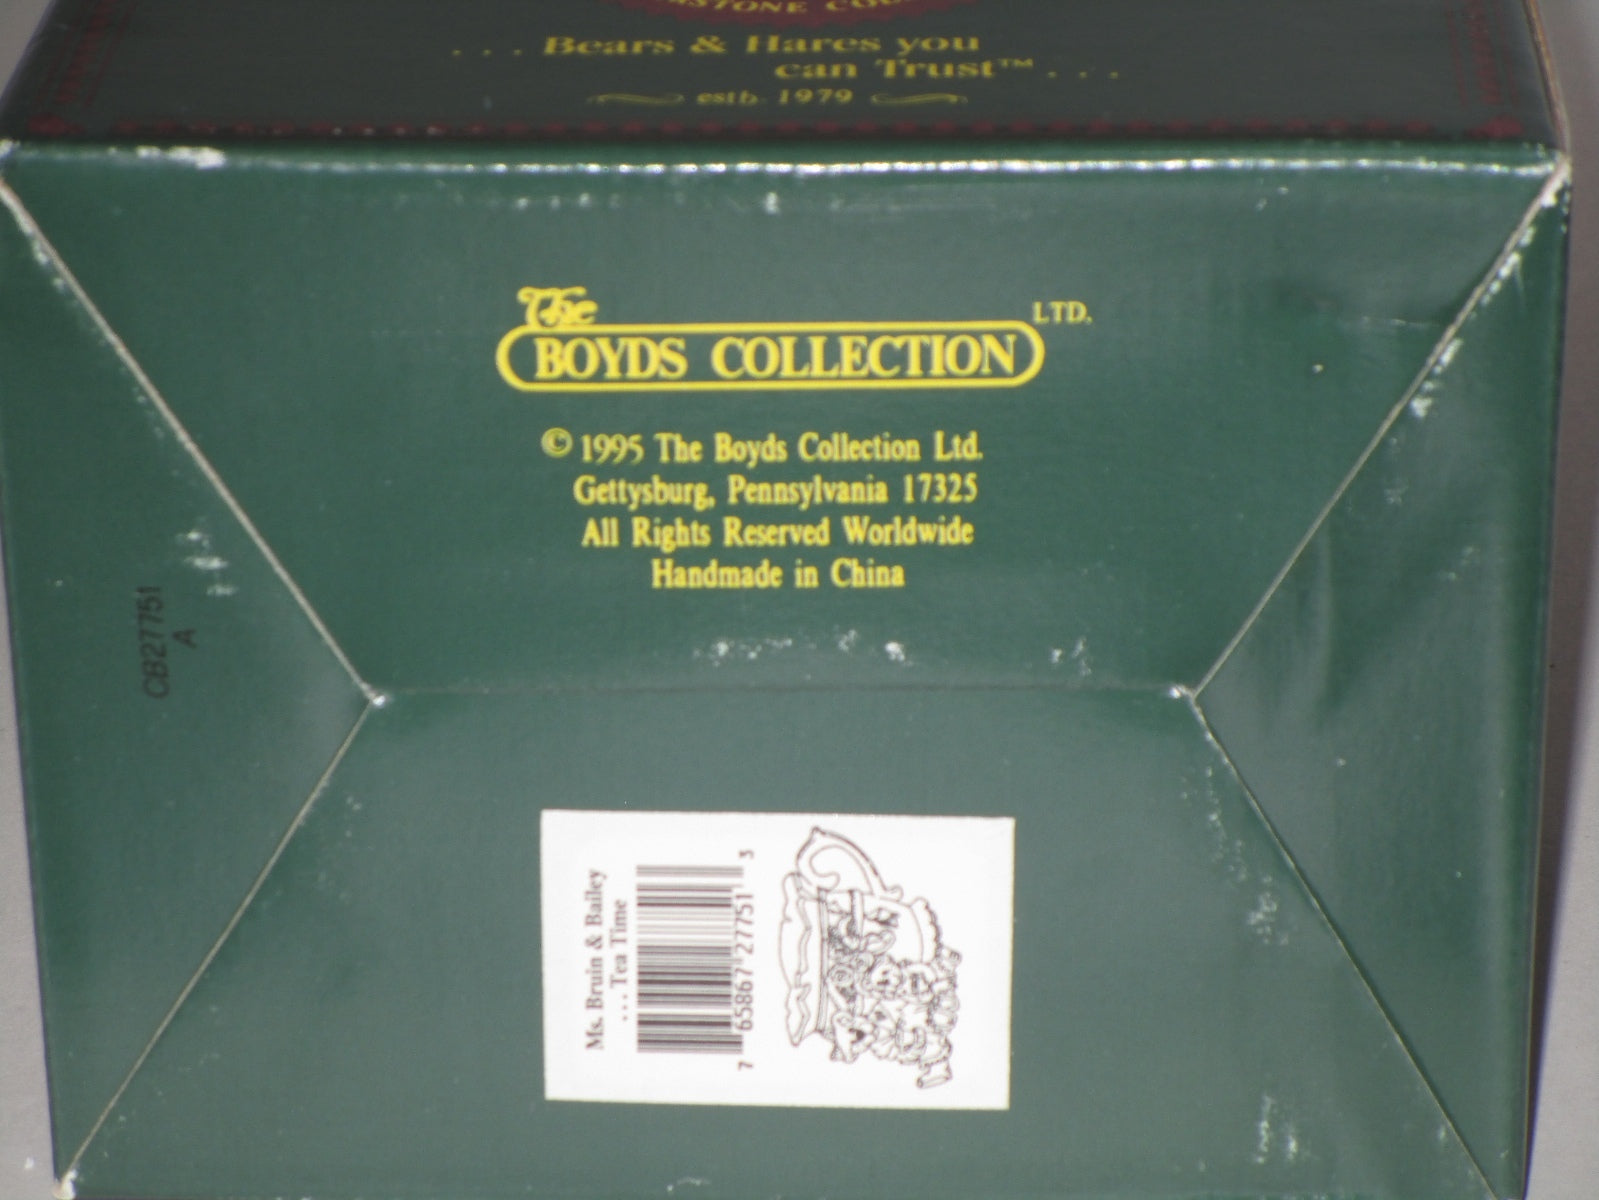 . . . Bears & Hares you
can Trust™ . . .
estb. 1979
The
BOYDS COLLECTION LTD.
© 1995 The Boyds Collection Ltd.
Gettysburg, Pennsylvania 17325
All Rights Reserved Worldwide
Handmade in China
CB27751
A
Ms. Bruin & Bailey
. . . Tea Time
7 65867 27751 3